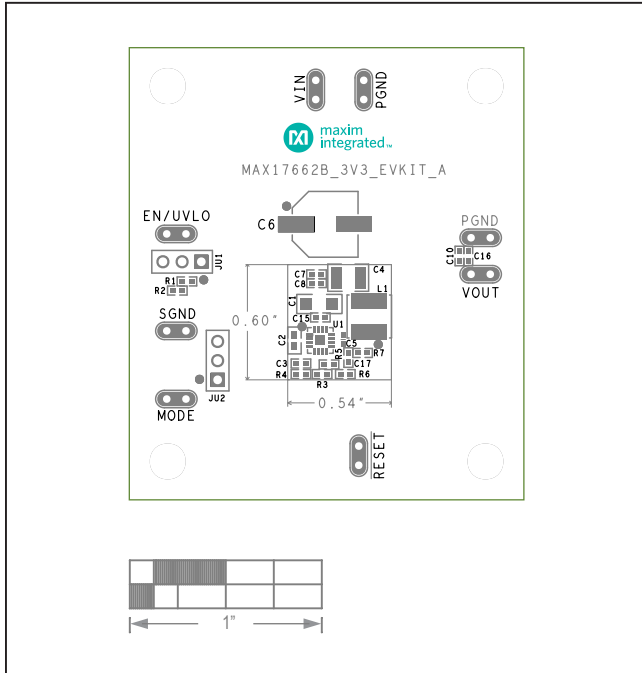 VIN
PGND
maxim
integrated™
MAX17662B_3V3_EVKIT_A
C6
EN/UVLO
JU1
R1
R2
PGND
C10
C16
VOUT
C7
C8
C4
C1
L1
C15
U1
0.60"
SGND
C2
C5
R5
R7
C17
C3
R4
R3
R6
JU2
0.54"
MODE
RESET
1"